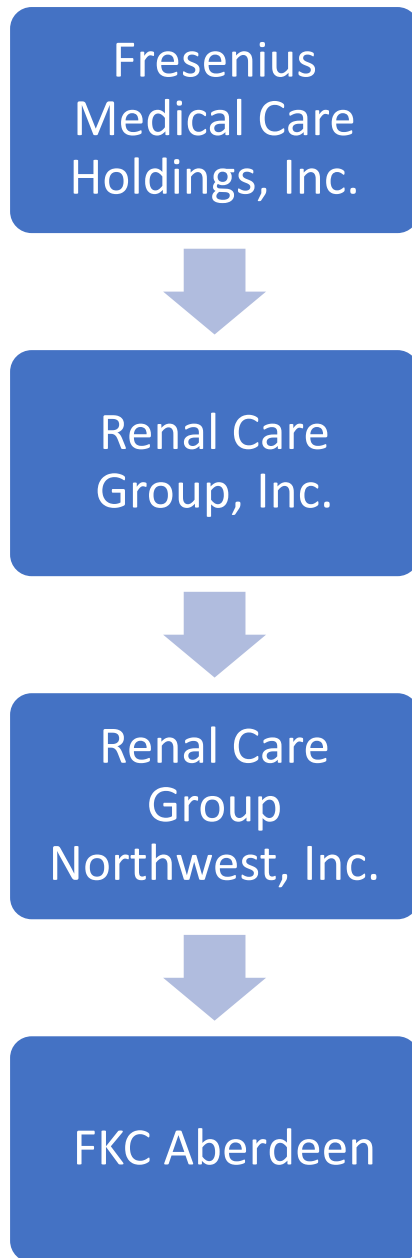 Fresenius
Medical Care
Holdings, Inc.
Renal Care
Group, Inc.
Renal Care
Group
Northwest, Inc.
FKC Aberdeen